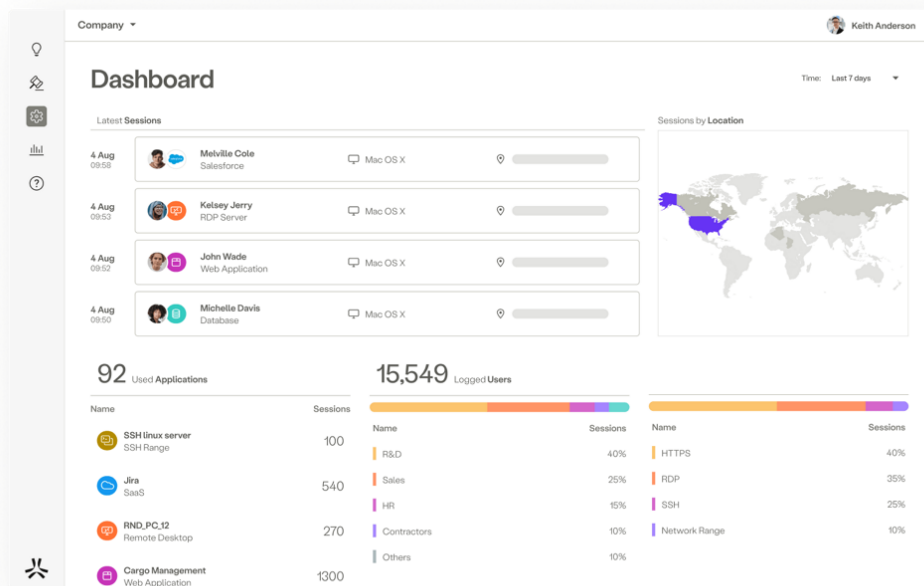 Company
Keith Anderson
Dashboard
Time: Last 7 days
Latest Sessions
Sessions by Location
4 Aug
09:58
Melville Cole
Salesforce
Mac OS X
4 Aug
09:53
Kelsey Jerry
RDP Server
Mac OS X
4 Aug
09:52
John Wade
Web Application
Mac OS X
4 Aug
09:50
Michelle Davis
Database
Mac OS X
92 Used Applications
Name Sessions
SSH linux server
SSH Range
100
Jira
SaaS
540
RND_PC_12
Remote Desktop
270
Cargo Management
Web Application
1300
15,549 Logged Users
Name Sessions
R&D 40%
Sales 25%
HR 15%
Contractors 10%
Others 10%
Name Sessions
HTTPS 40%
RDP 35%
SSH 25%
Network Range 10%